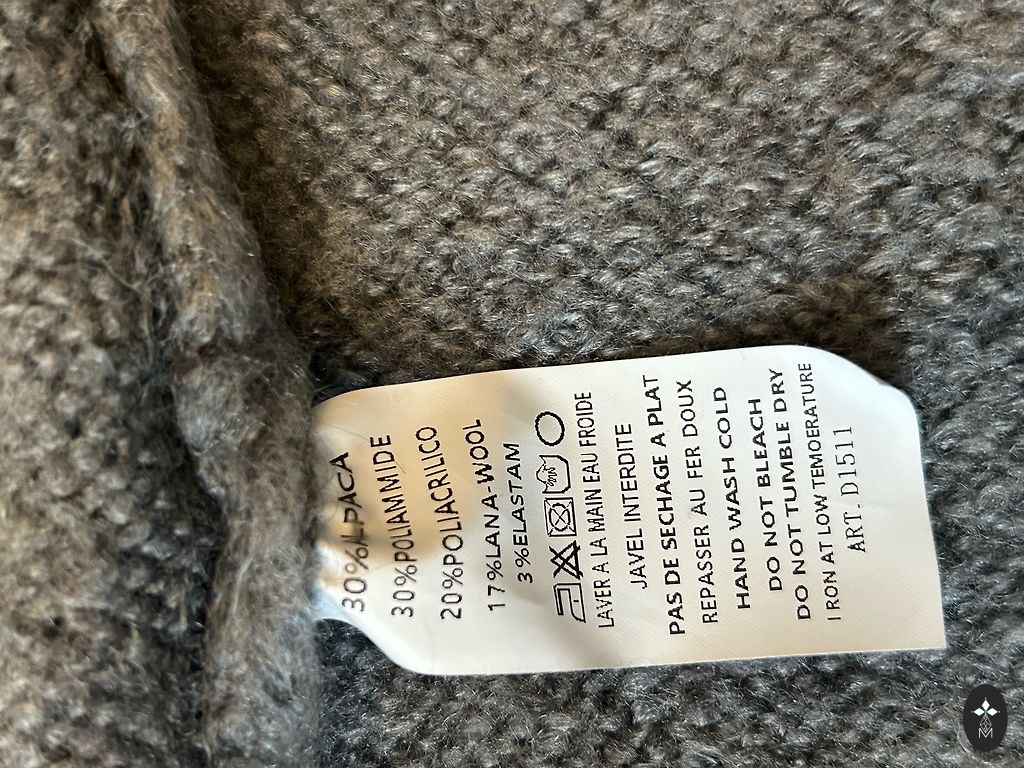 30%LPACA
30%POLIAMMIDE
20%POLIACRILICO
17%LANA-WOOL
3%ELASTAM
LAVER A LA MAIN EAU FROIDE
JAVEL INTERDITE
PAS DE SECHAGE A PLAT
REPASSER AU FER DOUX
HAND WASH COLD
DO NOT BLEACH
DO NOT TUMBLE DRY
I RON AT LOW TEMOERATURE
ART. D1511
M